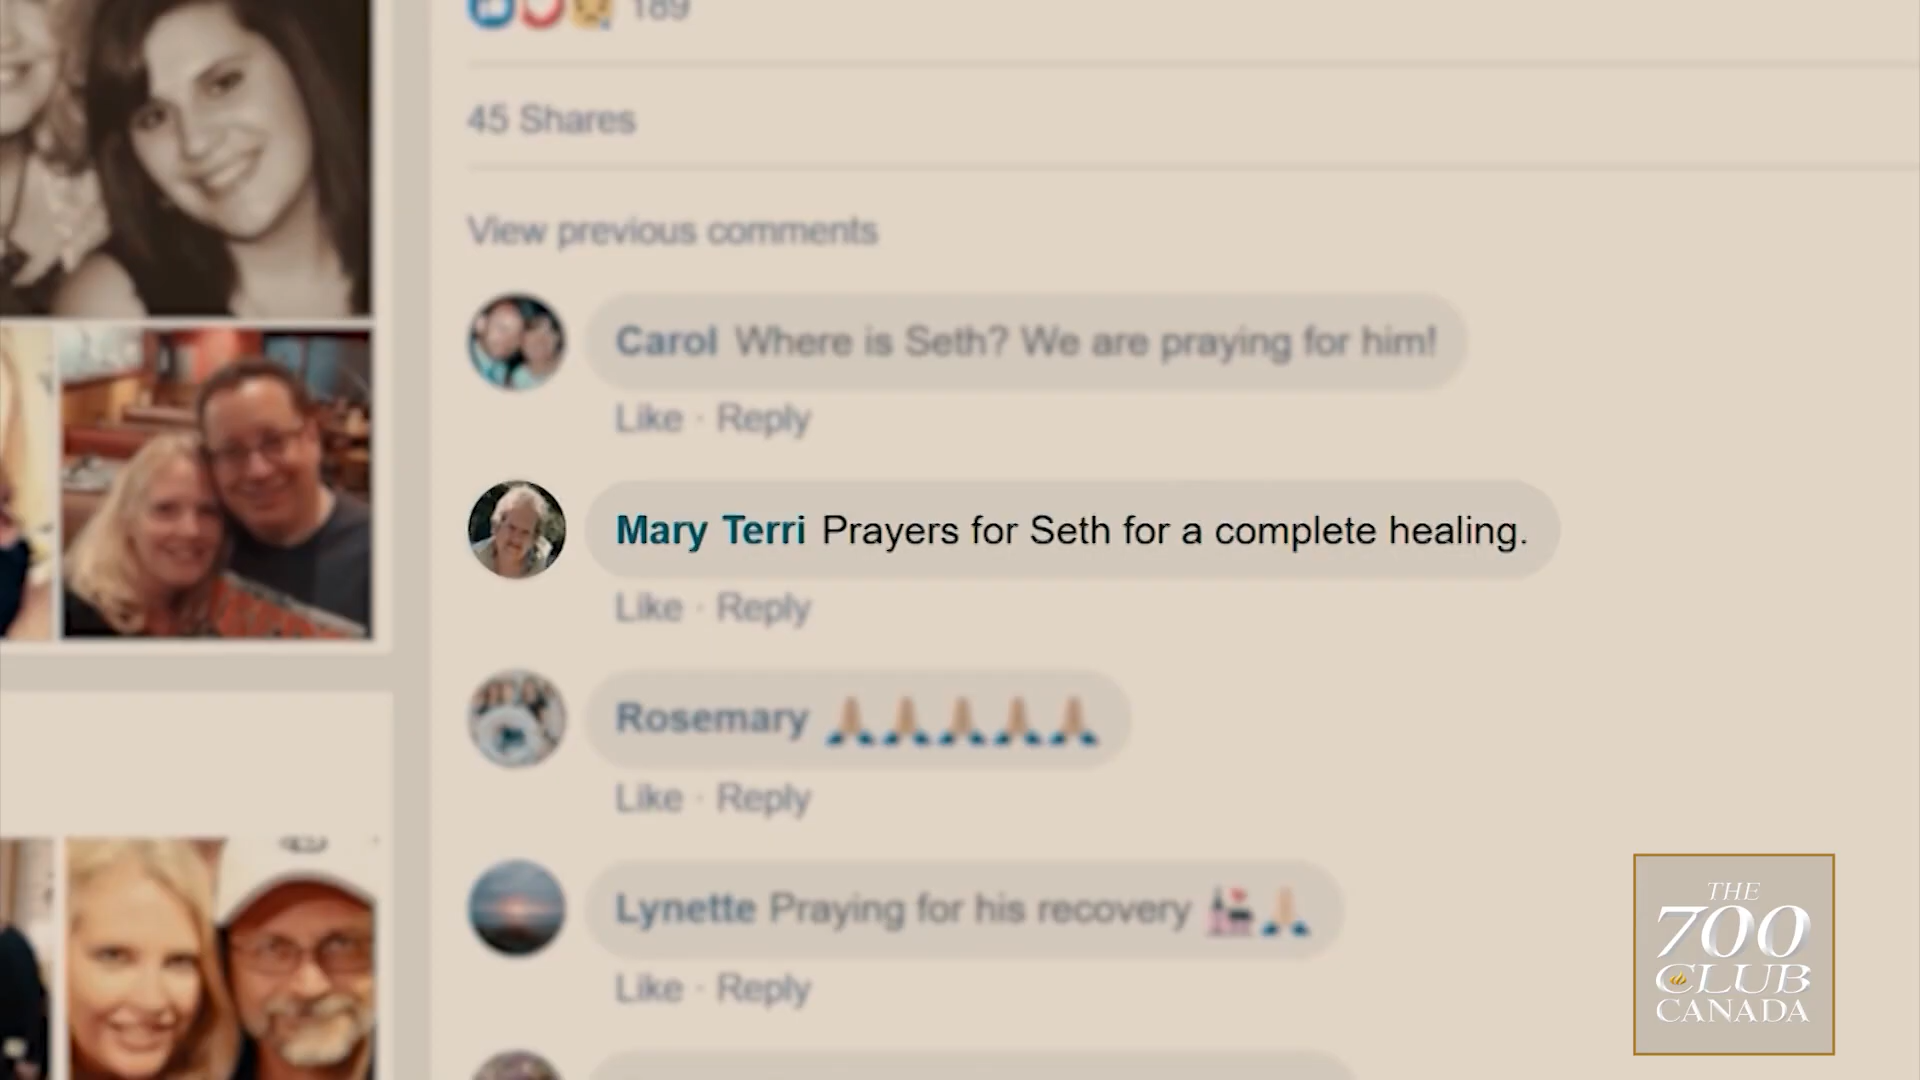 189
45 Shares
View previous comments
Carol Where is Seth? We are praying for him!
Like · Reply
Mary Terri Prayers for Seth for a complete healing.
Like · Reply
Rosemary 🙏🏼🙏🏼🙏🏼🙏🏼🙏🏼
Like · Reply
Lynette Praying for his recovery 💒🙏🏼
Like · Reply
THE
700
CLUB
CANADA